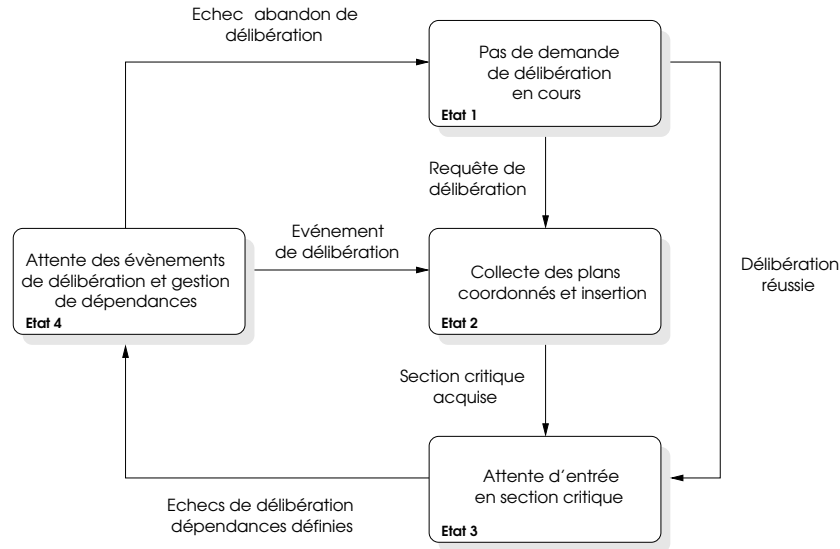 Echec abandon de
délibération
Pas de demande
de délibération
en cours
Etat 1
Requête de
délibération
Evénement
de délibération
Attente des évènements
de délibération et gestion
de dépendances
Etat 4
Collecte des plans
coordonnés et insertion
Etat 2
Délibération
réussie
Section critique
acquise
Attente d'entrée
en section critique
Etat 3
Echecs de délibération
dépendances définies